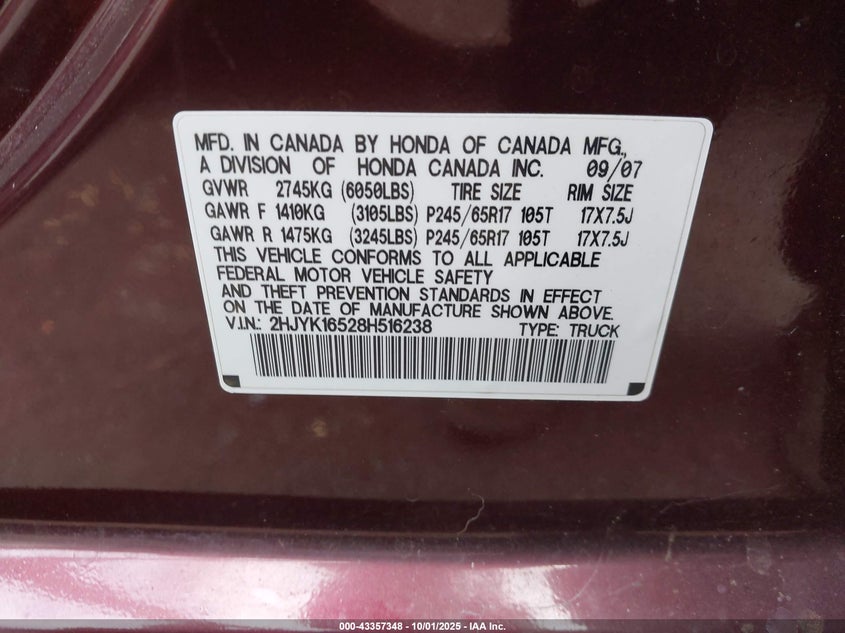 MFD. IN CANADA BY HONDA OF CANADA MFG.,
A DIVISION OF HONDA CANADA INC. 09/07
GVWR 2745KG (6050LBS) TIRE SIZE RIM SIZE
GAWR F 1410KG (3105LBS) P245/65R17 105T 17X7.5J
GAWR R 1475KG (3245LBS) P245/65R17 105T 17X7.5J
THIS VEHICLE CONFORMS TO ALL APPLICABLE
FEDERAL MOTOR VEHICLE SAFETY
AND THEFT PREVENTION STANDARDS IN EFFECT
ON THE DATE OF MANUFACTURE SHOWN ABOVE.
V.I.N.: 2HJYK16528H516238 TYPE: TRUCK
000-43357348 - 10/01/2025 - IAA Inc.